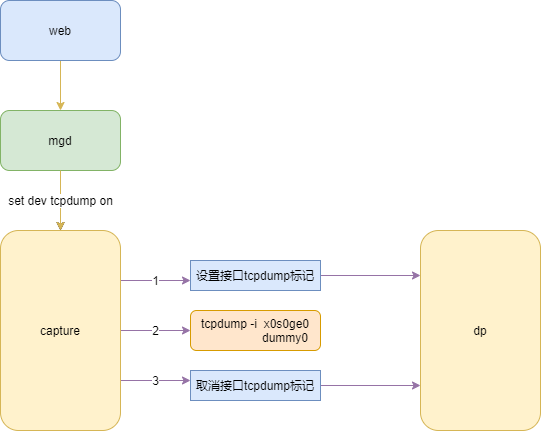 web
mgd
set dev tcpdump on
capture
1
设置接口tcpdump标记
2
tcpdump -i x0s0ge0
dummy0
3
取消接口tcpdump标记
dp